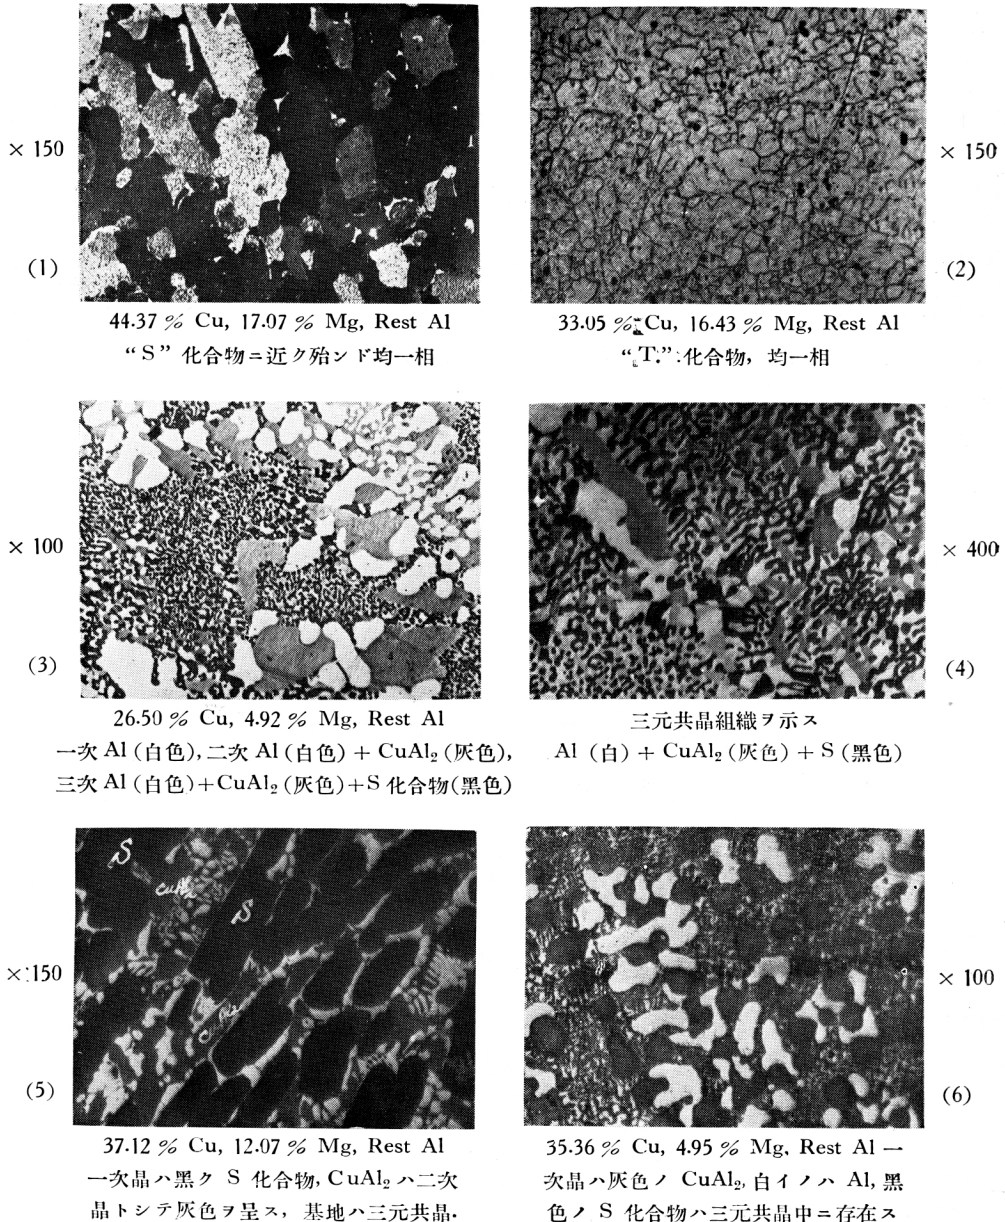 × 150
(1)
44.37 % Cu, 17.07 % Mg, Rest Al
“S” 化合物ニ近ク殆ンド均一相
× 150
(2)
33.05 % Cu, 16.43 % Mg, Rest Al
“T.” 化合物, 均一相
× 100
(3)
26.50 % Cu, 4.92 % Mg, Rest Al
一次 Al (白色), 二次 Al (白色) + CuAl₂ (灰色),
三次 Al (白色)+CuAl₂ (灰色)+S 化合物(黑色)
× 400
(4)
三元共晶組織ヲ示ス
Al (白) + CuAl₂ (灰色) + S (黑色)
S
CuAl₂
S
CuAl₂
× 150
(5)
37.12 % Cu, 12.07 % Mg, Rest Al
一次晶ハ黑ク S 化合物, CuAl₂ ハ二次
晶トシテ灰色ヲ呈ス, 基地ハ三元共晶.
× 100
(6)
35.36 % Cu, 4.95 % Mg, Rest Al 一
次晶ハ灰色ノ CuAl₂, 白イノハ Al, 黑
色ノ S 化合物ハ三元共晶中ニ存在ス